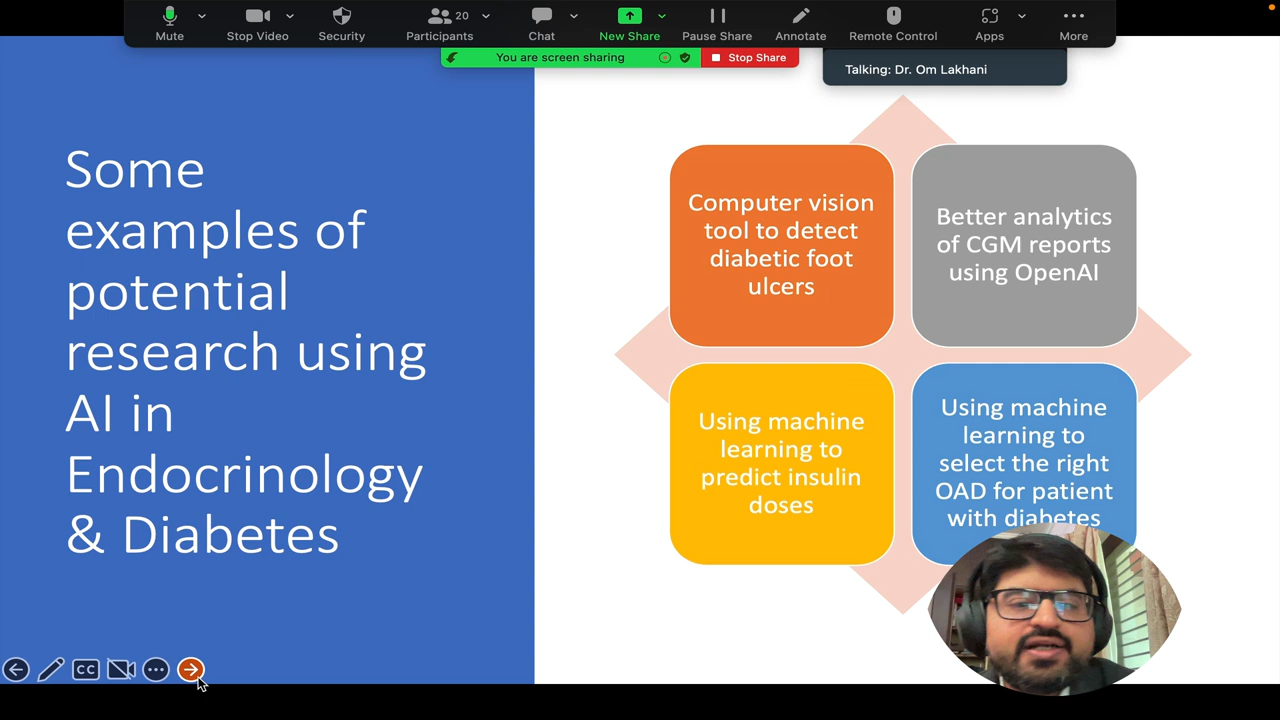 Mute
Stop Video
Security
20
Participants
Chat
New Share
Pause Share
Annotate
Remote Control
Apps
More
You are screen sharing
Stop Share
Talking: Dr. Om Lakhani
Some
examples of
potential
research using
AI in
Endocrinology
& Diabetes
Computer vision
tool to detect
diabetic foot
ulcers
Better analytics
of CGM reports
using OpenAI
Using machine
learning to
predict insulin
doses
Using machine
learning to
select the right
OAD for patient
with diabetes
CC